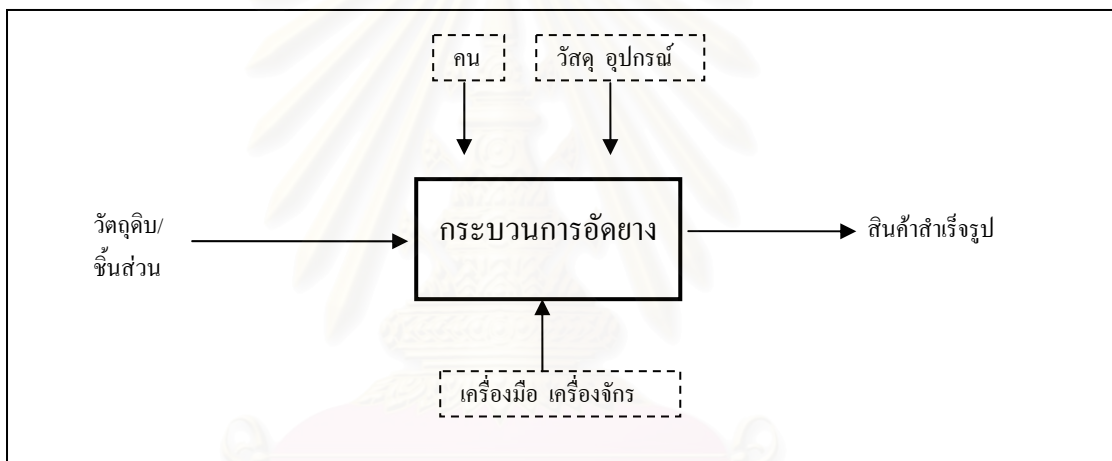 คน
วัสดุ อุปกรณ์
วัตถุดิบ/
ชิ้นส่วน
กระบวนการอัดยาง
สินค้าสำเร็จรูป
เครื่องมือ เครื่องจักร